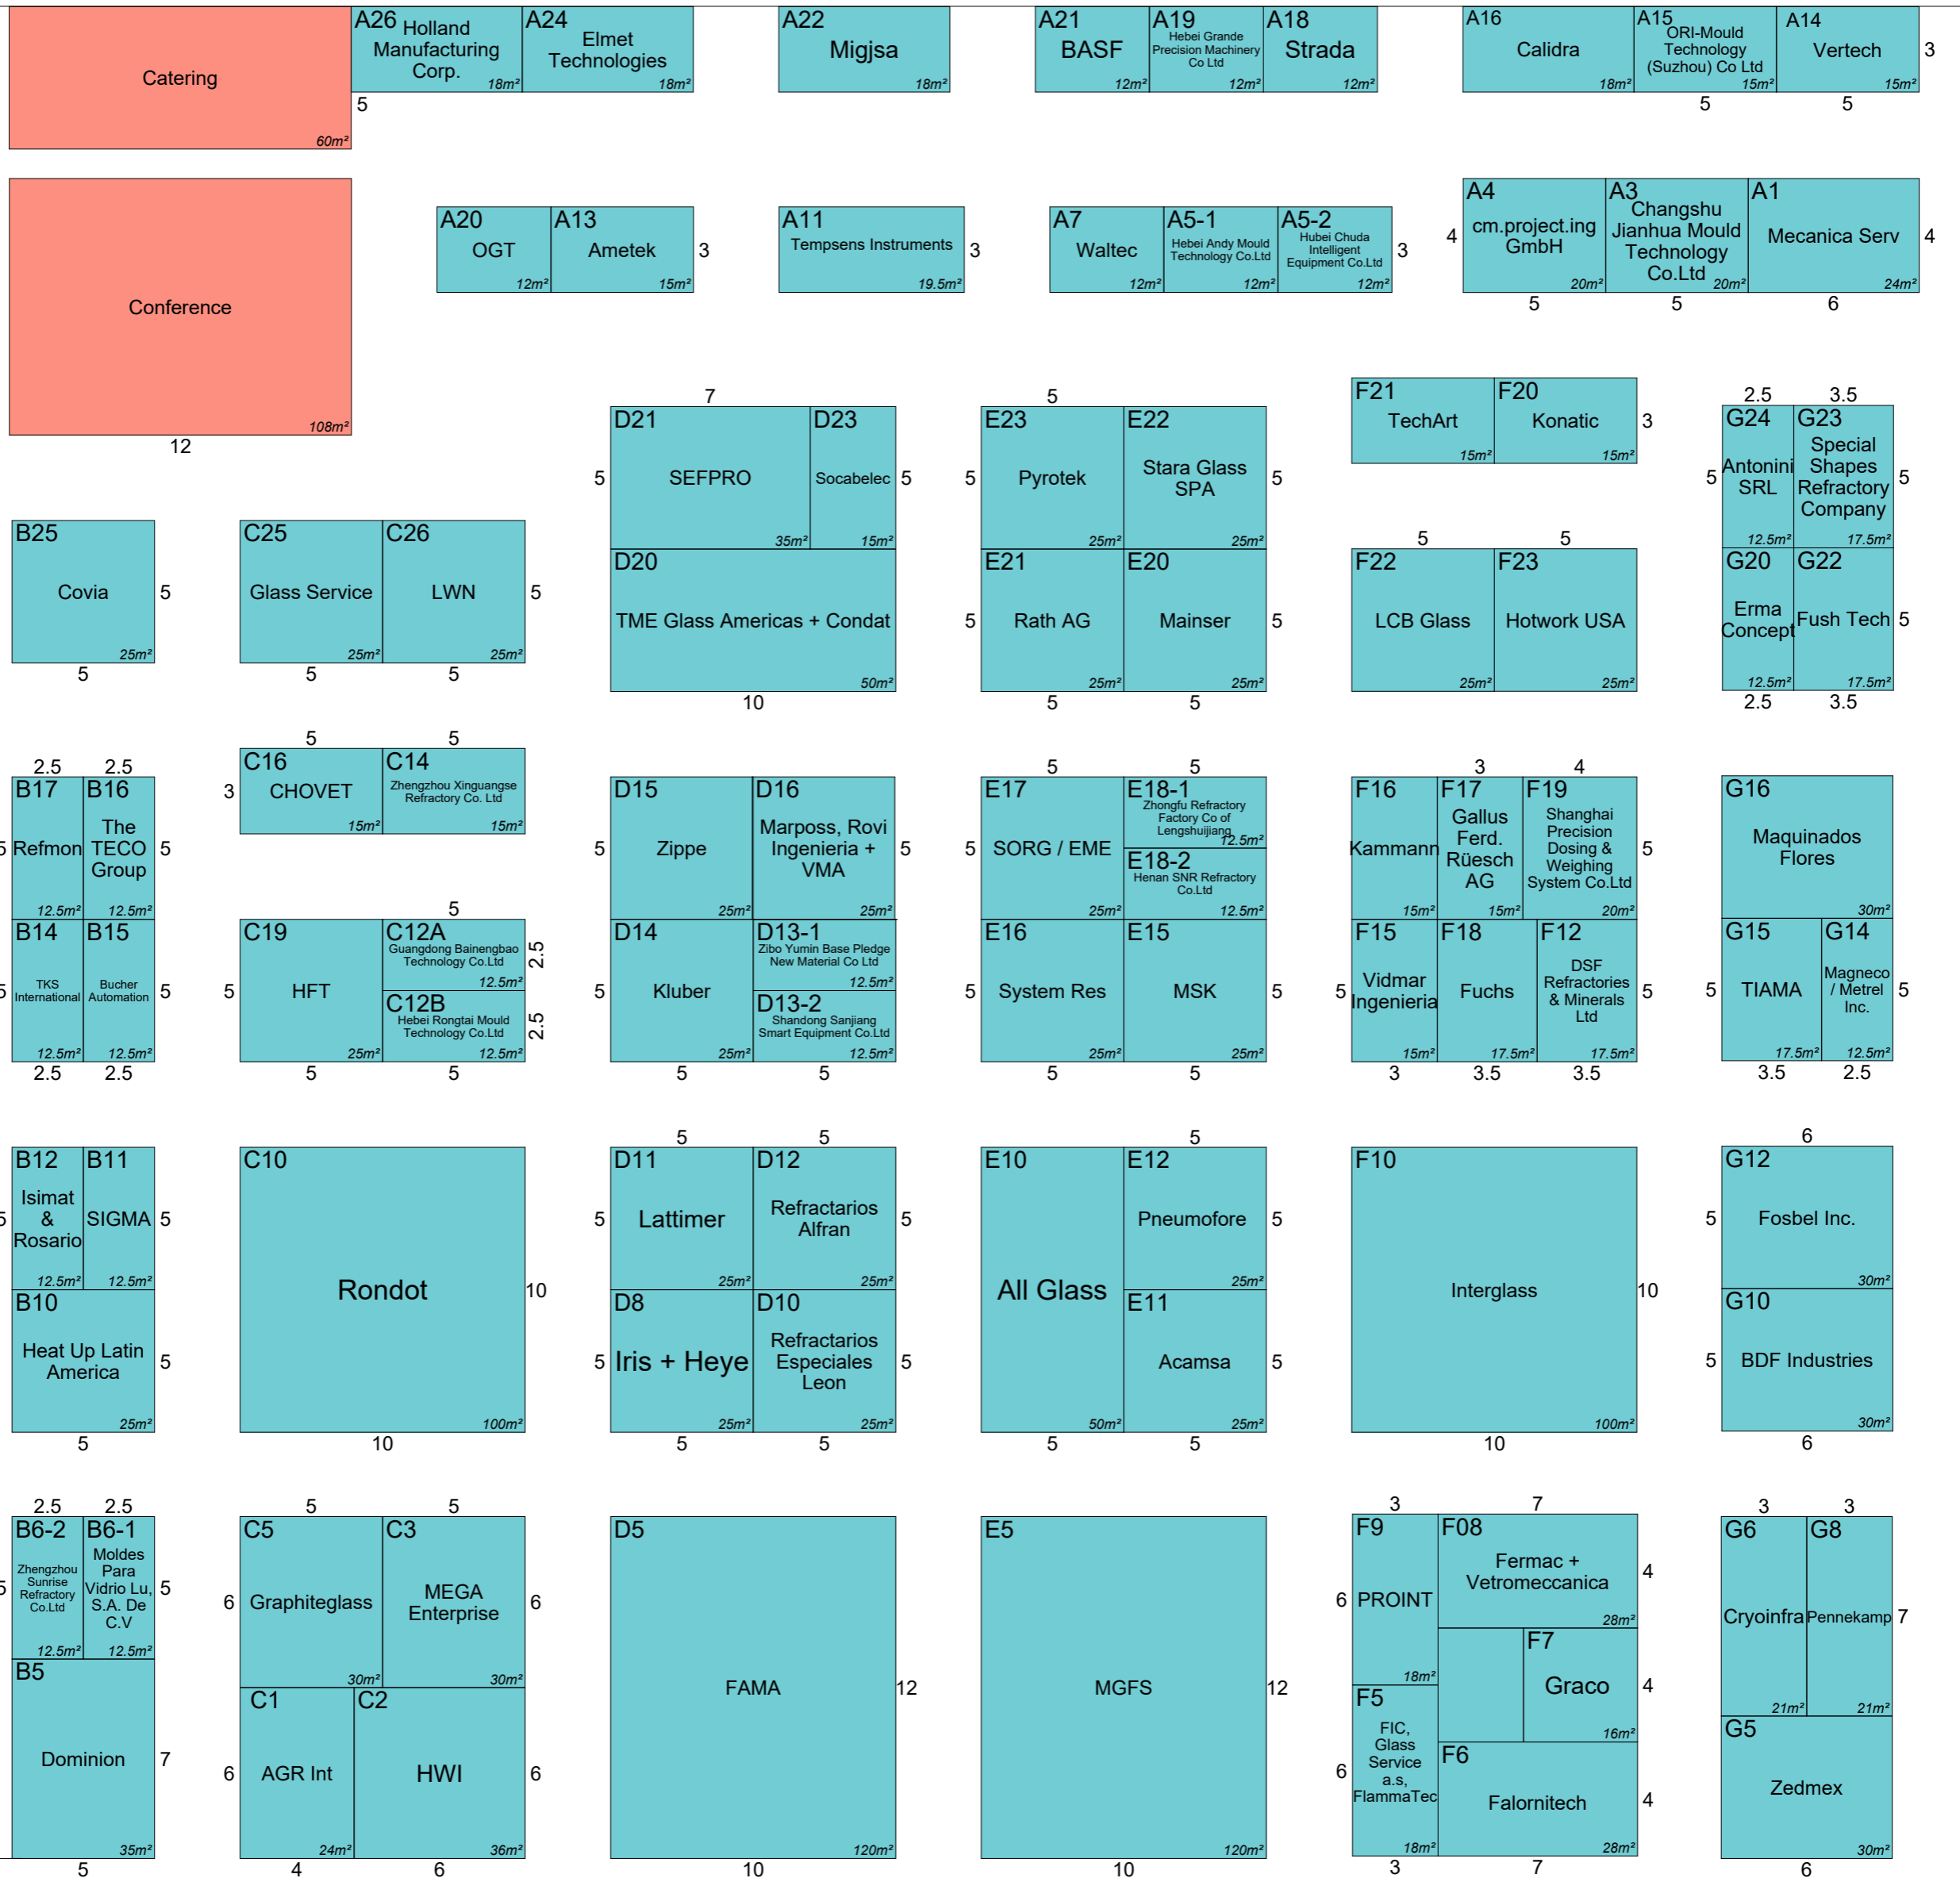 A26
Holland
Manufacturing
Corp.
18m²
A24
Elmet
Technologies
18m²
A22
Migjsa
18m²
A21
BASF
12m²
A19
Hebei Grande
Precision Machinery
Co Ltd
12m²
A18
Strada
12m²
A16
Calidra
18m²
A15
ORI-Mould
Technology
(Suzhou) Co Ltd
15m²
A14
Vertech
15m²
3
Catering
60m²
5
5
5
Conference
108m²
12
A20
OGT
12m²
A13
Ametek
15m²
3
A11
Tempsens Instruments
19.5m²
3
A7
Waltec
12m²
A5-1
Hebei Andy Mould
Technology Co.Ltd
12m²
A5-2
Hubei Chuda
Intelligent
Equipment Co.Ltd
12m²
3
4
A4
cm.project.ing
GmbH
20m²
A3
Changshu
Jianhua Mould
Technology
Co.Ltd
20m²
A1
Mecanica Serv
24m²
4
5
5
6
7
D21
SEFPRO
35m²
D23
Socabelec
15m²
5
5
D20
TME Glass Americas + Condat
50m²
10
5
E23
Pyrotek
25m²
E22
Stara Glass
SPA
25m²
5
5
E21
Rath AG
25m²
E20
Mainser
25m²
5
5
5
5
F21
TechArt
15m²
F20
Konatic
15m²
3
5
5
F22
LCB Glass
25m²
F23
Hotwork USA
25m²
2.5
3.5
G24
Antonini
SRL
12.5m²
G23
Special
Shapes
Refractory
Company
17.5m²
5
5
G20
Erma
Concept
12.5m²
G22
Fush Tech
17.5m²
5
2.5
3.5
B25
Covia
25m²
5
5
C25
Glass Service
25m²
C26
LWN
25m²
5
5
5
2.5
2.5
B17
Refmon
12.5m²
B16
The
TECO
Group
12.5m²
5
5
B14
TKS
International
12.5m²
B15
Bucher
Automation
12.5m²
5
5
2.5
2.5
5
5
3
C16
CHOVET
15m²
C14
Zhengzhou Xinguangse
Refractory Co. Ltd
15m²
5
5
C19
HFT
25m²
C12A
Guangdong Bainengbao
Technology Co.Ltd
12.5m²
2.5
C12B
Hebei Rongtai Mould
Technology Co.Ltd
12.5m²
2.5
5
5
D15
Zippe
25m²
D16
Marposs, Rovi
Ingenieria +
VMA
25m²
5
5
D14
Kluber
25m²
D13-1
Zibo Yumin Base Pledge
New Material Co Ltd
12.5m²
D13-2
Shandong Sanjiang
Smart Equipment Co.Ltd
12.5m²
5
5
5
5
5
E17
SORG / EME
25m²
E18-1
Zhongfu Refractory
Factory Co of
Lengshuijiang
12.5m²
E18-2
Henan SNR Refractory
Co.Ltd
12.5m²
5
E16
System Res
25m²
E15
MSK
25m²
5
5
5
5
3
4
F16
Kammann
15m²
F17
Gallus
Ferd.
Rüesch
AG
15m²
F19
Shanghai
Precision
Dosing &
Weighing
System Co.Ltd
20m²
5
F15
Vidmar
Ingenieria
15m²
F18
Fuchs
17.5m²
F12
DSF
Refractories
& Minerals
Ltd
17.5m²
5
5
3
3.5
3.5
G16
Maquinados
Flores
30m²
G15
TIAMA
17.5m²
G14
Magneco
/ Metrel
Inc.
12.5m²
5
5
3.5
2.5
B12
Isimat
&
Rosario
12.5m²
B11
SIGMA
12.5m²
5
5
B10
Heat Up Latin
America
25m²
5
5
C10
Rondot
100m²
10
10
5
5
D11
Lattimer
25m²
D12
Refractarios
Alfran
25m²
5
5
D8
Iris + Heye
25m²
D10
Refractarios
Especiales
Leon
25m²
5
5
5
5
5
E10
All Glass
50m²
E12
Pneumofore
25m²
5
E11
Acamsa
25m²
5
5
5
F10
Interglass
100m²
10
10
6
G12
Fosbel Inc.
30m²
5
G10
BDF Industries
30m²
5
6
2.5
2.5
B6-2
Zhengzhou
Sunrise
Refractory
Co.Ltd
12.5m²
B6-1
Moldes
Para
Vidrio Lu,
S.A. De
C.V
12.5m²
5
5
B5
Dominion
35m²
7
5
5
5
C5
Graphiteglass
30m²
C3
MEGA
Enterprise
30m²
6
6
C1
AGR Int
24m²
C2
HWI
36m²
6
6
4
6
D5
FAMA
120m²
12
10
E5
MGFS
120m²
12
10
3
7
F9
PROINT
18m²
6
F08
Fermac +
Vetromeccanica
28m²
4
F7
Graco
16m²
4
F5
FIC,
Glass
Service
a.s,
FlammaTec
18m²
6
F6
Falornitech
28m²
4
3
7
3
3
G6
Cryoinfra
21m²
G8
Pennekamp
21m²
7
G5
Zedmex
30m²
6